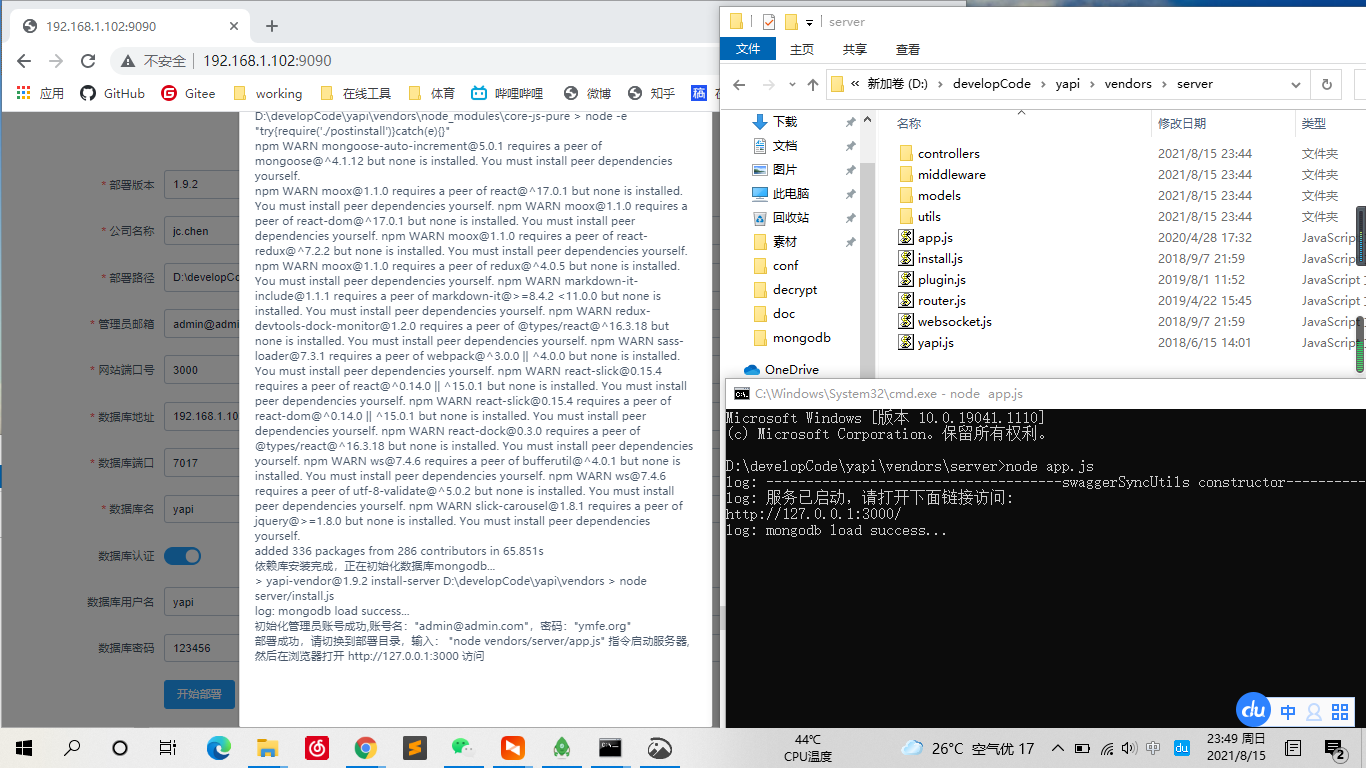 192.168.1.102:9090
不安全
192.168.1.102:9090
应用
GitHub
Gitee
working
在线工具
体育
哔哩哔哩
微博
知乎
稿
* 部署版本
1.9.2
* 公司名称
jc.chen
* 部署路径
D:\developCo
* 管理员邮箱
admin@admi
* 网站端口号
3000
* 数据库地址
192.168.1.10
* 数据库端口
7017
* 数据库名
yapi
数据库认证
数据库用户名
yapi
数据库密码
123456
开始部署
D:\developCode\yapi\vendors\node_modules\core-js-pure > node -e
"try{require('./postinstall')}catch(e){}"
npm WARN mongoose-auto-increment@5.0.1 requires a peer of
mongoose@^4.1.12 but none is installed. You must install peer dependencies
yourself.
npm WARN moox@1.1.0 requires a peer of react@^17.0.1 but none is installed.
You must install peer dependencies yourself. npm WARN moox@1.1.0 requires a
peer of react-dom@^17.0.1 but none is installed. You must install peer
dependencies yourself. npm WARN moox@1.1.0 requires a peer of react-
redux@^7.2.2 but none is installed. You must install peer dependencies yourself.
npm WARN moox@1.1.0 requires a peer of redux@^4.0.5 but none is installed.
You must install peer dependencies yourself. npm WARN markdown-it-
include@1.1.1 requires a peer of markdown-it@>=8.4.2 <11.0.0 but none is
installed. You must install peer dependencies yourself. npm WARN redux-
devtools-dock-monitor@1.2.0 requires a peer of @types/react@^16.3.18 but
none is installed. You must install peer dependencies yourself. npm WARN sass-
loader@7.3.1 requires a peer of webpack@^3.0.0 || ^4.0.0 but none is installed.
You must install peer dependencies yourself. npm WARN react-slick@0.15.4
requires a peer of react@^0.14.0 || ^15.0.1 but none is installed. You must install
peer dependencies yourself. npm WARN react-slick@0.15.4 requires a peer of
react-dom@^0.14.0 || ^15.0.1 but none is installed. You must install peer
dependencies yourself. npm WARN react-dock@0.3.0 requires a peer of
@types/react@^16.3.18 but none is installed. You must install peer dependencies
yourself. npm WARN ws@7.4.6 requires a peer of bufferutil@^4.0.1 but none is
installed. You must install peer dependencies yourself. npm WARN ws@7.4.6
requires a peer of utf-8-validate@^5.0.2 but none is installed. You must install
peer dependencies yourself. npm WARN slick-carousel@1.8.1 requires a peer of
jquery@>=1.8.0 but none is installed. You must install peer dependencies
yourself.
added 336 packages from 286 contributors in 65.851s
依赖库安装完成，正在初始化数据库mongodb...
> yapi-vendor@1.9.2 install-server D:\developCode\yapi\vendors > node
server/install.js
log: mongodb load success...
初始化管理员账号成功,账号名："admin@admin.com"，密码："ymfe.org"
部署成功，请切换到部署目录，输入： "node vendors/server/app.js" 指令启动服务器,
然后在浏览器打开 http://127.0.0.1:3000 访问
server
文件
主页
共享
查看
« 新加卷 (D:) › developCode › yapi › vendors › server
下载
文档
图片
此电脑
回收站
素材
conf
decrypt
doc
mongodb
OneDrive
名称
修改日期
类型
controllers
2021/8/15 23:44
文件夹
middleware
2021/8/15 23:44
文件夹
models
2021/8/15 23:44
文件夹
utils
2021/8/15 23:44
文件夹
app.js
2020/4/28 17:32
JavaScript
install.js
2018/9/7 21:59
JavaScript
plugin.js
2019/8/1 11:52
JavaScript
router.js
2019/4/22 15:45
JavaScript
websocket.js
2018/9/7 21:59
JavaScript
yapi.js
2018/6/15 14:01
JavaScript
C:\Windows\System32\cmd.exe - node app.js
Microsoft Windows [版本 10.0.19041.1110]
(c) Microsoft Corporation。保留所有权利。
D:\developCode\yapi\vendors\server>node app.js
log: -------------------------------------swaggerSyncUtils constructor----------
log: 服务已启动，请打开下面链接访问:
http://127.0.0.1:3000/
log: mongodb load success...
du
中
44℃
CPU温度
26°C 空气优 17
中
du
23:49 周日
2021/8/15
2